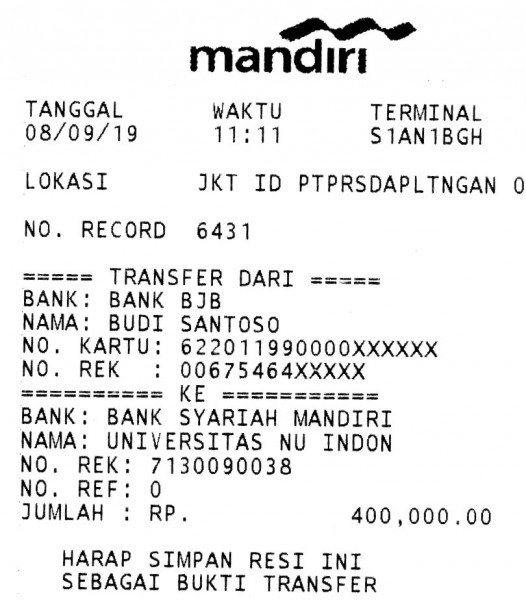 mandiri
TANGGAL WAKTU TERMINAL
08/09/19 11:11 S1AN1BGH
LOKASI JKT ID PTPRSDAPLTNGAN 0
NO. RECORD 6431
===== TRANSFER DARI =====
BANK: BANK BJB
NAMA: BUDI SANTOSO
NO. KARTU: 622011990000XXXXXX
NO. REK : 00675464XXXXX
========== KE ===========
BANK: BANK SYARIAH MANDIRI
NAMA: UNIVERSITAS NU INDON
NO. REK: 7130090038
NO. REF: 0
JUMLAH : RP. 400,000.00
HARAP SIMPAN RESI INI
SEBAGAI BUKTI TRANSFER